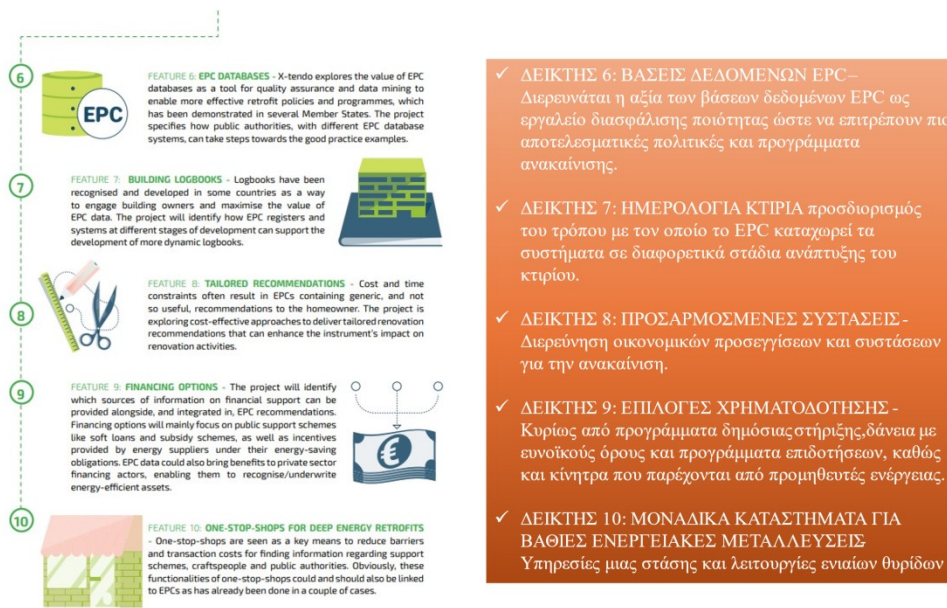 6
EPC
FEATURE 6: EPC DATABASES - X-tendo explores the value of EPC
databases as a tool for quality assurance and data mining to
enable more effective retrofit policies and programmes, which
has been demonstrated in several Member States. The project
specifies how public authorities, with different EPC database
systems, can take steps towards the good practice examples.
7
FEATURE 7: BUILDING LOGBOOKS - Logbooks have been
recognised and developed in some countries as a way
to engage building owners and maximise the value of
EPC data. The project will identify how EPC registers and
systems at different stages of development can support the
development of more dynamic logbooks.
8
FEATURE 8: TAILORED RECOMMENDATIONS - Cost and time
constraints often result in EPCs containing generic, and not
so useful, recommendations to the homeowner. The project is
exploring cost-effective approaches to deliver tailored renovation
recommendations that can enhance the instrument's impact on
renovation activities.
9
FEATURE 9: FINANCING OPTIONS - The project will identify
which sources of information on financial support can be
provided alongside, and integrated in, EPC recommendations.
Financing options will mainly focus on public support schemes
like soft loans and subsidy schemes, as well as incentives
provided by energy suppliers under their energy-saving
obligations. EPC data could also bring benefits to private sector
financing actors, enabling them to recognise/underwrite
energy-efficient assets.
€
10
FEATURE 10: ONE-STOP-SHOPS FOR DEEP ENERGY RETROFITS
- One-stop-shops are seen as a key means to reduce barriers
and transaction costs for finding information regarding support
schemes, craftspeople and public authorities. Obviously, these
functionalities of one-stop-shops could and should also be linked
to EPCs as has already been done in a couple of cases.
✓ ΔΕΙΚΤΗΣ 6: ΒΑΣΕΙΣ ΔΕΔΟΜΕΝΩΝ EPC –
Διερευνάται η αξία των βάσεων δεδομένων EPC ως
εργαλείο διασφάλισης ποιότητας ώστε να επιτρέπουν πιο
αποτελεσματικές πολιτικές και προγράμματα
ανακαίνισης.
✓ ΔΕΙΚΤΗΣ 7: ΗΜΕΡΟΛΟΓΙΑ ΚΤΙΡΙΑ προσδιορισμός
του τρόπου με τον οποίο το EPC καταχωρεί τα
συστήματα σε διαφορετικά στάδια ανάπτυξης του
κτιρίου.
✓ ΔΕΙΚΤΗΣ 8: ΠΡΟΣΑΡΜΟΣΜΕΝΕΣ ΣΥΣΤΑΣΕΙΣ -
Διερεύνηση οικονομικών προσεγγίσεων και συστάσεων
για την ανακαίνιση.
✓ ΔΕΙΚΤΗΣ 9: ΕΠΙΛΟΓΕΣ ΧΡΗΜΑΤΟΔΟΤΗΣΗΣ -
Κυρίως από προγράμματα δημόσιας στήριξης,δάνεια με
ευνοϊκούς όρους και προγράμματα επιδοτήσεων, καθώς
και κίνητρα που παρέχονται από προμηθευτές ενέργειας.
✓ ΔΕΙΚΤΗΣ 10: ΜΟΝΑΔΙΚΑ ΚΑΤΑΣΤΗΜΑΤΑ ΓΙΑ
ΒΑΘΙΕΣ ΕΝΕΡΓΕΙΑΚΕΣ ΜΕΤΑΛΛΕΥΣΕΙΣ-
Υπηρεσίες μιας στάσης και λειτουργίες ενιαίων θυρίδων